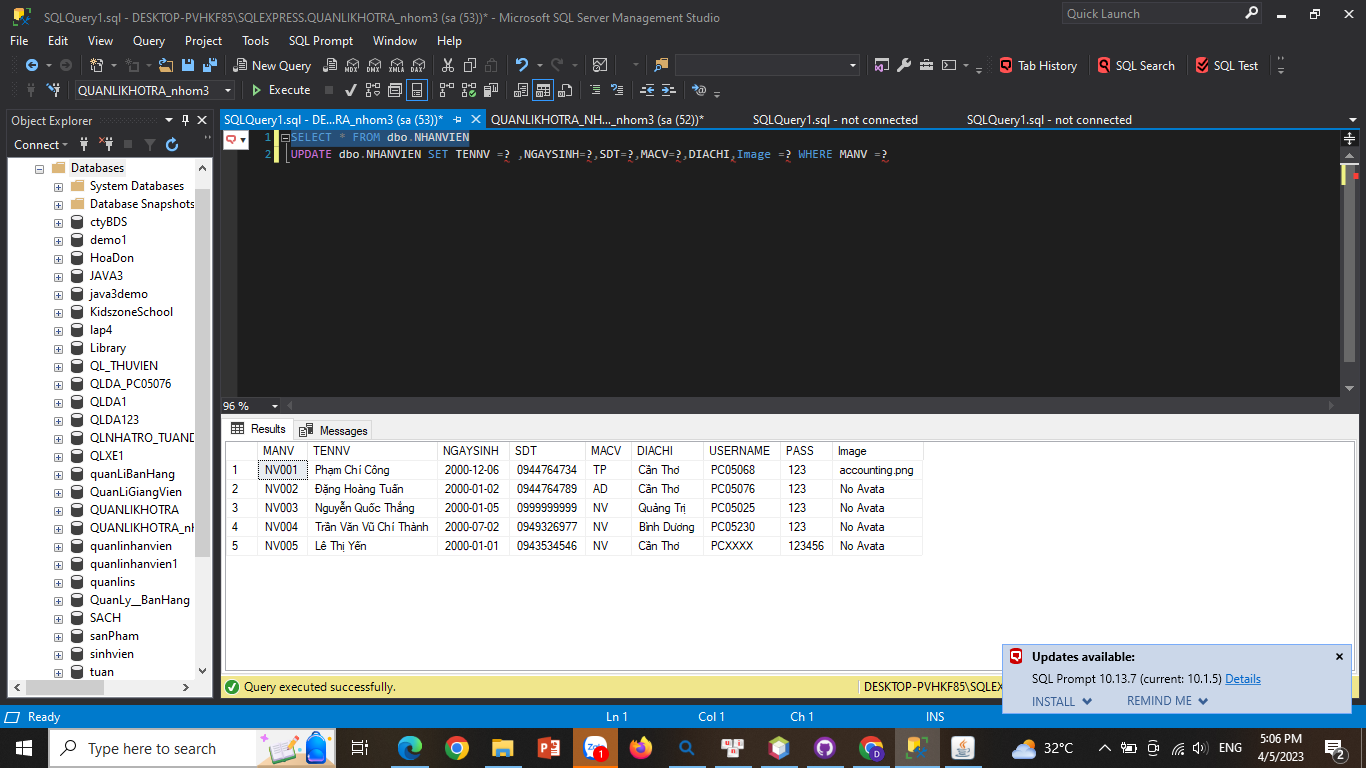 SQLQuery1.sql - DESKTOP-PVHKF85\SQLEXPRESS.QUANLIKHOTRA_nhom3 (sa (53))* - Microsoft SQL Server Management Studio
Quick Launch
File Edit View Query Project Tools SQL Prompt Window Help
New Query MDX DMX XMLA DAX Tab History SQL Search SQL Test
QUANLIKHOTRA_nhom3 Execute
Object Explorer
Connect
Databases
System Databases
Database Snapshots
ctyBDS
demo1
HoaDon
JAVA3
java3demo
KidszoneSchool
lap4
Library
QL_THUVIEN
QLDA_PC05076
QLDA1
QLDA123
QLNHATRO_TUAND
QLXE1
quanLiBanHang
QuanLiGiangVien
QUANLIKHOTRA
QUANLIKHOTRA_nh
quanlinhanvien
quanlinhanvien1
quanlins
QuanLy__BanHang
SACH
sanPham
sinhvien
tuan
SQLQuery1.sql - DE...RA_nhom3 (sa (53))* QUANLIKHOTRA_NH..._nhom3 (sa (52))* SQLQuery1.sql - not connected SQLQuery1.sql - not connected
1 SELECT * FROM dbo.NHANVIEN
2 UPDATE dbo.NHANVIEN SET TENNV =? ,NGAYSINH=?,SDT=?,MACV=?,DIACHI,Image =? WHERE MANV =?
96 %
Results Messages
MANV TENNV NGAYSINH SDT MACV DIACHI USERNAME PASS Image
1 NV001 Phạm Chí Công 2000-12-06 0944764734 TP Cần Thơ PC05068 123 accounting.png
2 NV002 Đặng Hoàng Tuấn 2000-01-02 0944764789 AD Cần Thơ PC05076 123 No Avata
3 NV003 Nguyễn Quốc Thắng 2000-01-05 0999999999 NV Quảng Trị PC05025 123 No Avata
4 NV004 Trần Văn Vũ Chí Thành 2000-07-02 0949326977 NV Bình Dương PC05230 123 No Avata
5 NV005 Lê Thị Yến 2000-01-01 0943534546 NV Cần Thơ PCXXXX 123456 No Avata
Updates available:
SQL Prompt 10.13.7 (current: 10.1.5) Details
INSTALL REMIND ME
Query executed successfully. DESKTOP-PVHKF85\SQLEX
Ready Ln 1 Col 1 Ch 1 INS
Type here to search
1
32°C ENG
5:06 PM
4/5/2023
2